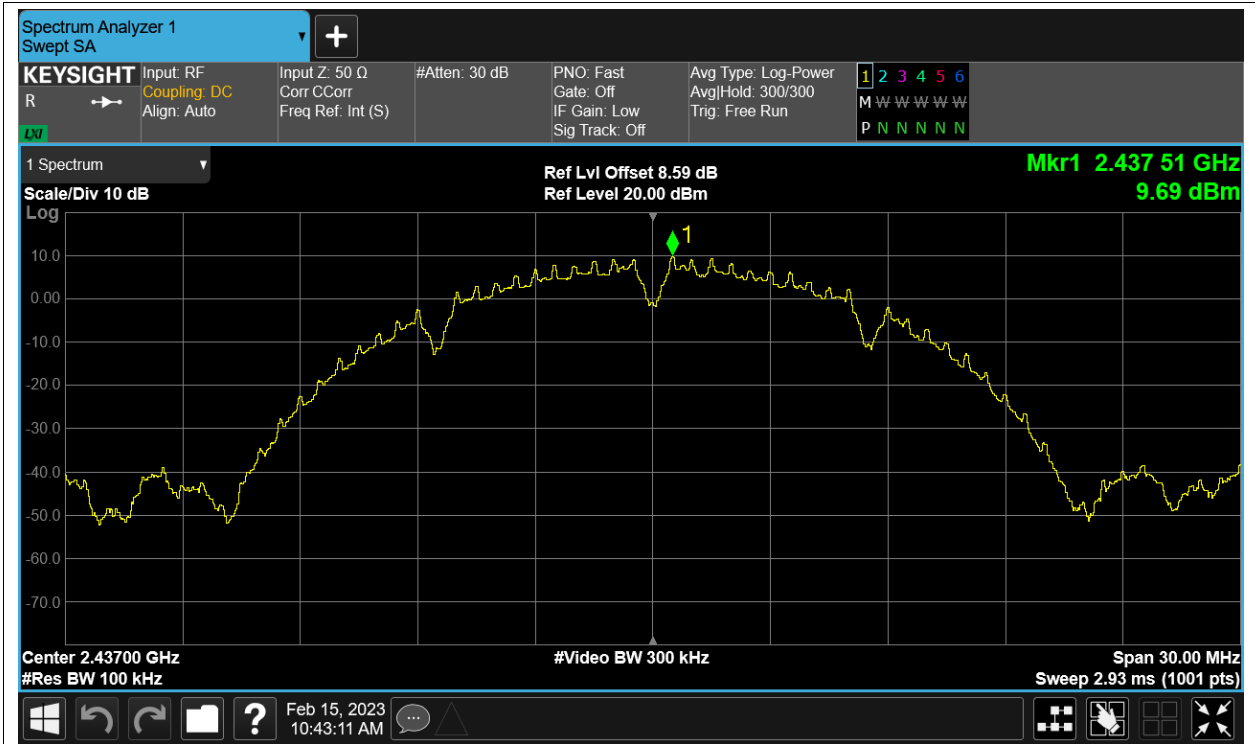 Spectrum Analyzer 1
Swept SA
+
KEYSIGHT
R
LXI
Input: RF
Coupling: DC
Align: Auto
Input Z: 50 Ω
Corr CCorr
Freq Ref: Int (S)
#Atten: 30 dB
PNO: Fast
Gate: Off
IF Gain: Low
Sig Track: Off
Avg Type: Log-Power
Avg|Hold: 300/300
Trig: Free Run
1 2 3 4 5 6
M W W W W W
P N N N N N
1 Spectrum
Scale/Div 10 dB
Log
Ref Lvl Offset 8.59 dB
Ref Level 20.00 dBm
Mkr1 2.437 51 GHz
9.69 dBm
1
10.0
0.00
-10.0
-20.0
-30.0
-40.0
-50.0
-60.0
-70.0
Center 2.43700 GHz
#Res BW 100 kHz
#Video BW 300 kHz
Span 30.00 MHz
Sweep 2.93 ms (1001 pts)
?
Feb 15, 2023
10:43:11 AM